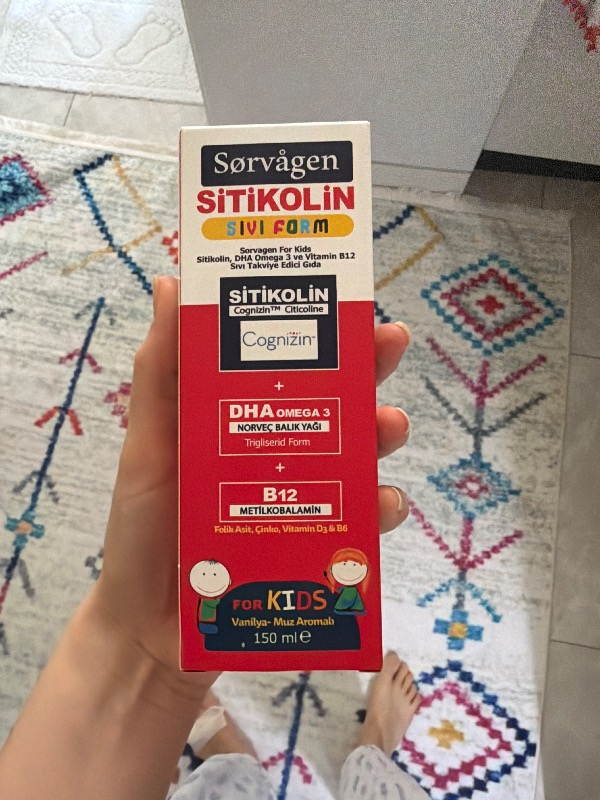 Sørvågen
SİTİKOLİN
SIVI FORM
Sorvagen For Kids
Sitikolin, DHA Omega 3 ve Vitamin B12
Sıvı Takviye Edici Gıda
SİTİKOLİN
Cognizin™ Citicoline
Cognizin™
+
DHA OMEGA 3
NORVEÇ BALIK YAĞI
Trigliserid Form
+
B12
METİLKOBALAMİN
Folik Asit, Çinko, Vitamin D3 & B6
FOR KIDS
Vanilya- Muz Aromalı
150 ml ℮